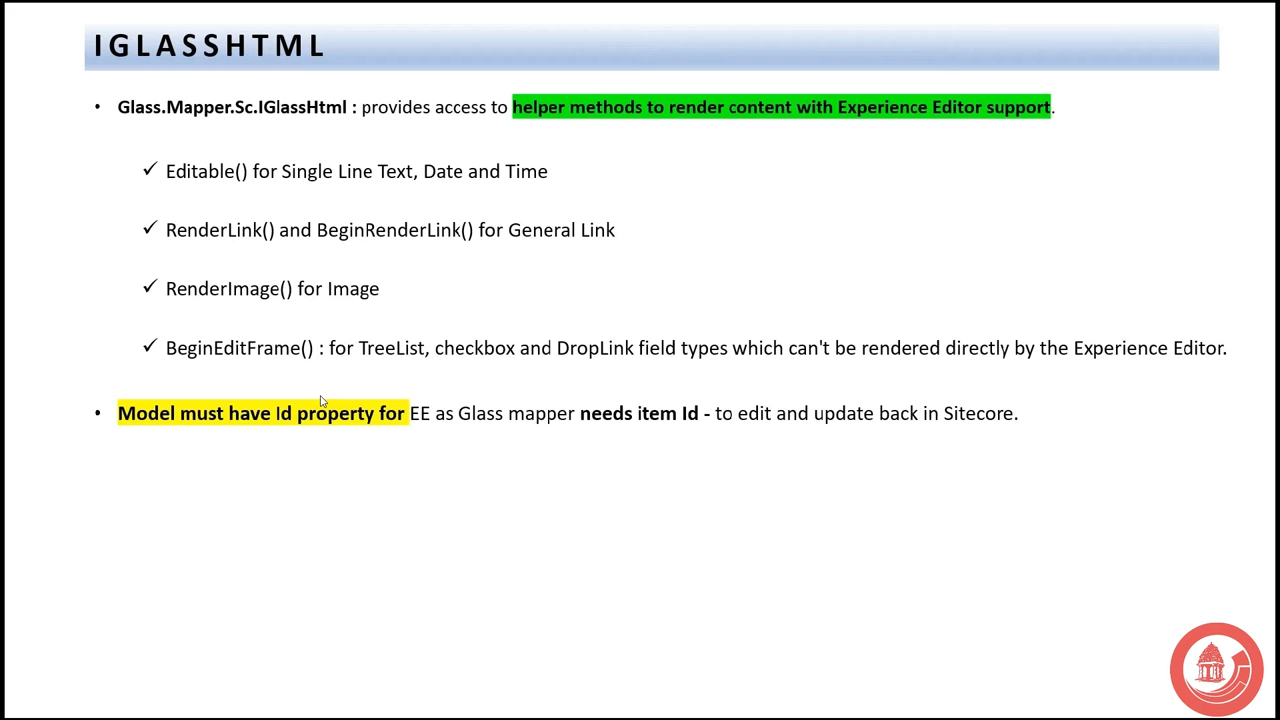 IGLASSHTML
• Glass.Mapper.Sc.IGlassHtml : provides access to helper methods to render content with Experience Editor support.
✓ Editable() for Single Line Text, Date and Time
✓ RenderLink() and BeginRenderLink() for General Link
✓ RenderImage() for Image
✓ BeginEditFrame() : for TreeList, checkbox and DropLink field types which can't be rendered directly by the Experience Editor.
• Model must have Id property for EE as Glass mapper needs item Id - to edit and update back in Sitecore.